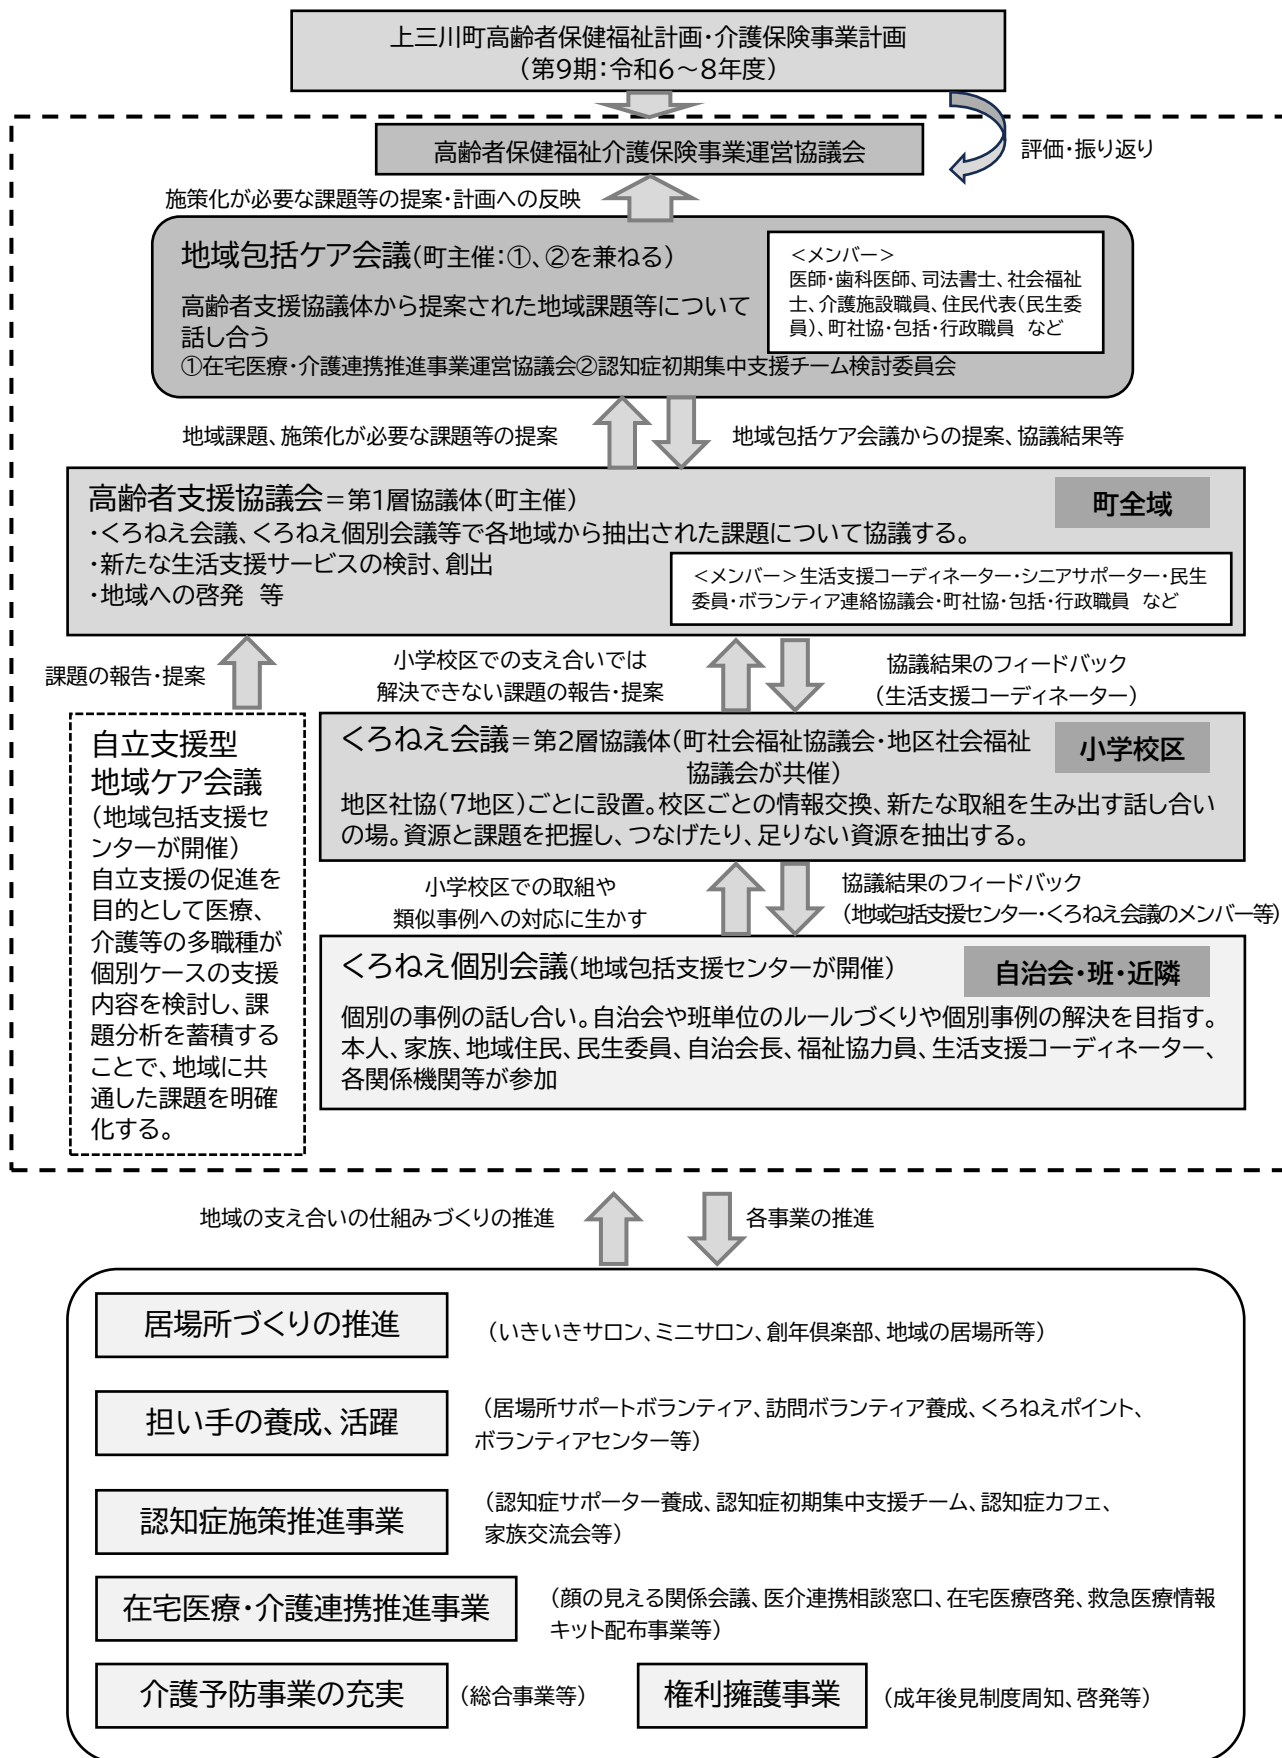 上三川町高齢者保健福祉計画・介護保険事業計画
（第9期：令和6～8年度）
高齢者保健福祉介護保険事業運営協議会
評価・振り返り
施策化が必要な課題等の提案・計画への反映
地域包括ケア会議（町主催：①、②を兼ねる）
高齢者支援協議体から提案された地域課題等について
話し合う
①在宅医療・介護連携推進事業運営協議会②認知症初期集中支援チーム検討委員会
＜メンバー＞
医師・歯科医師、司法書士、社会福祉
士、介護施設職員、住民代表（民生委
員）、町社協・包括・行政職員　など
地域課題、施策化が必要な課題等の提案
地域包括ケア会議からの提案、協議結果等
高齢者支援協議会＝第1層協議体（町主催）
町全域
・くろねえ会議、くろねえ個別会議等で各地域から抽出された課題について協議する。
・新たな生活支援サービスの検討、創出
・地域への啓発　等
＜メンバー＞生活支援コーディネーター・シニアサポーター・民生
委員・ボランティア連絡協議会・町社協・包括・行政職員　など
課題の報告・提案
小学校区での支え合いでは
解決できない課題の報告・提案
協議結果のフィードバック
（生活支援コーディネーター）
自立支援型
地域ケア会議
（地域包括支援セ
ンターが開催）
自立支援の促進を
目的として医療、
介護等の多職種が
個別ケースの支援
内容を検討し、課
題分析を蓄積する
ことで、地域に共
通した課題を明確
化する。
くろねえ会議＝第2層協議体（町社会福祉協議会・地区社会福祉
協議会が共催）
小学校区
地区社協（7地区）ごとに設置。校区ごとの情報交換、新たな取組を生み出す話し合い
の場。資源と課題を把握し、つなげたり、足りない資源を抽出する。
小学校区での取組や
類似事例への対応に生かす
協議結果のフィードバック
（地域包括支援センター・くろねえ会議のメンバー等）
くろねえ個別会議（地域包括支援センターが開催）
自治会・班・近隣
個別の事例の話し合い。自治会や班単位のルールづくりや個別事例の解決を目指す。
本人、家族、地域住民、民生委員、自治会長、福祉協力員、生活支援コーディネーター、
各関係機関等が参加
地域の支え合いの仕組みづくりの推進
各事業の推進
居場所づくりの推進
（いきいきサロン、ミニサロン、創年倶楽部、地域の居場所等）
担い手の養成、活躍
（居場所サポートボランティア、訪問ボランティア養成、くろねえポイント、
ボランティアセンター等）
認知症施策推進事業
（認知症サポーター養成、認知症初期集中支援チーム、認知症カフェ、
家族交流会等）
在宅医療・介護連携推進事業
（顔の見える関係会議、医介連携相談窓口、在宅医療啓発、救急医療情報
キット配布事業等）
介護予防事業の充実
（総合事業等）
権利擁護事業
（成年後見制度周知、啓発等）